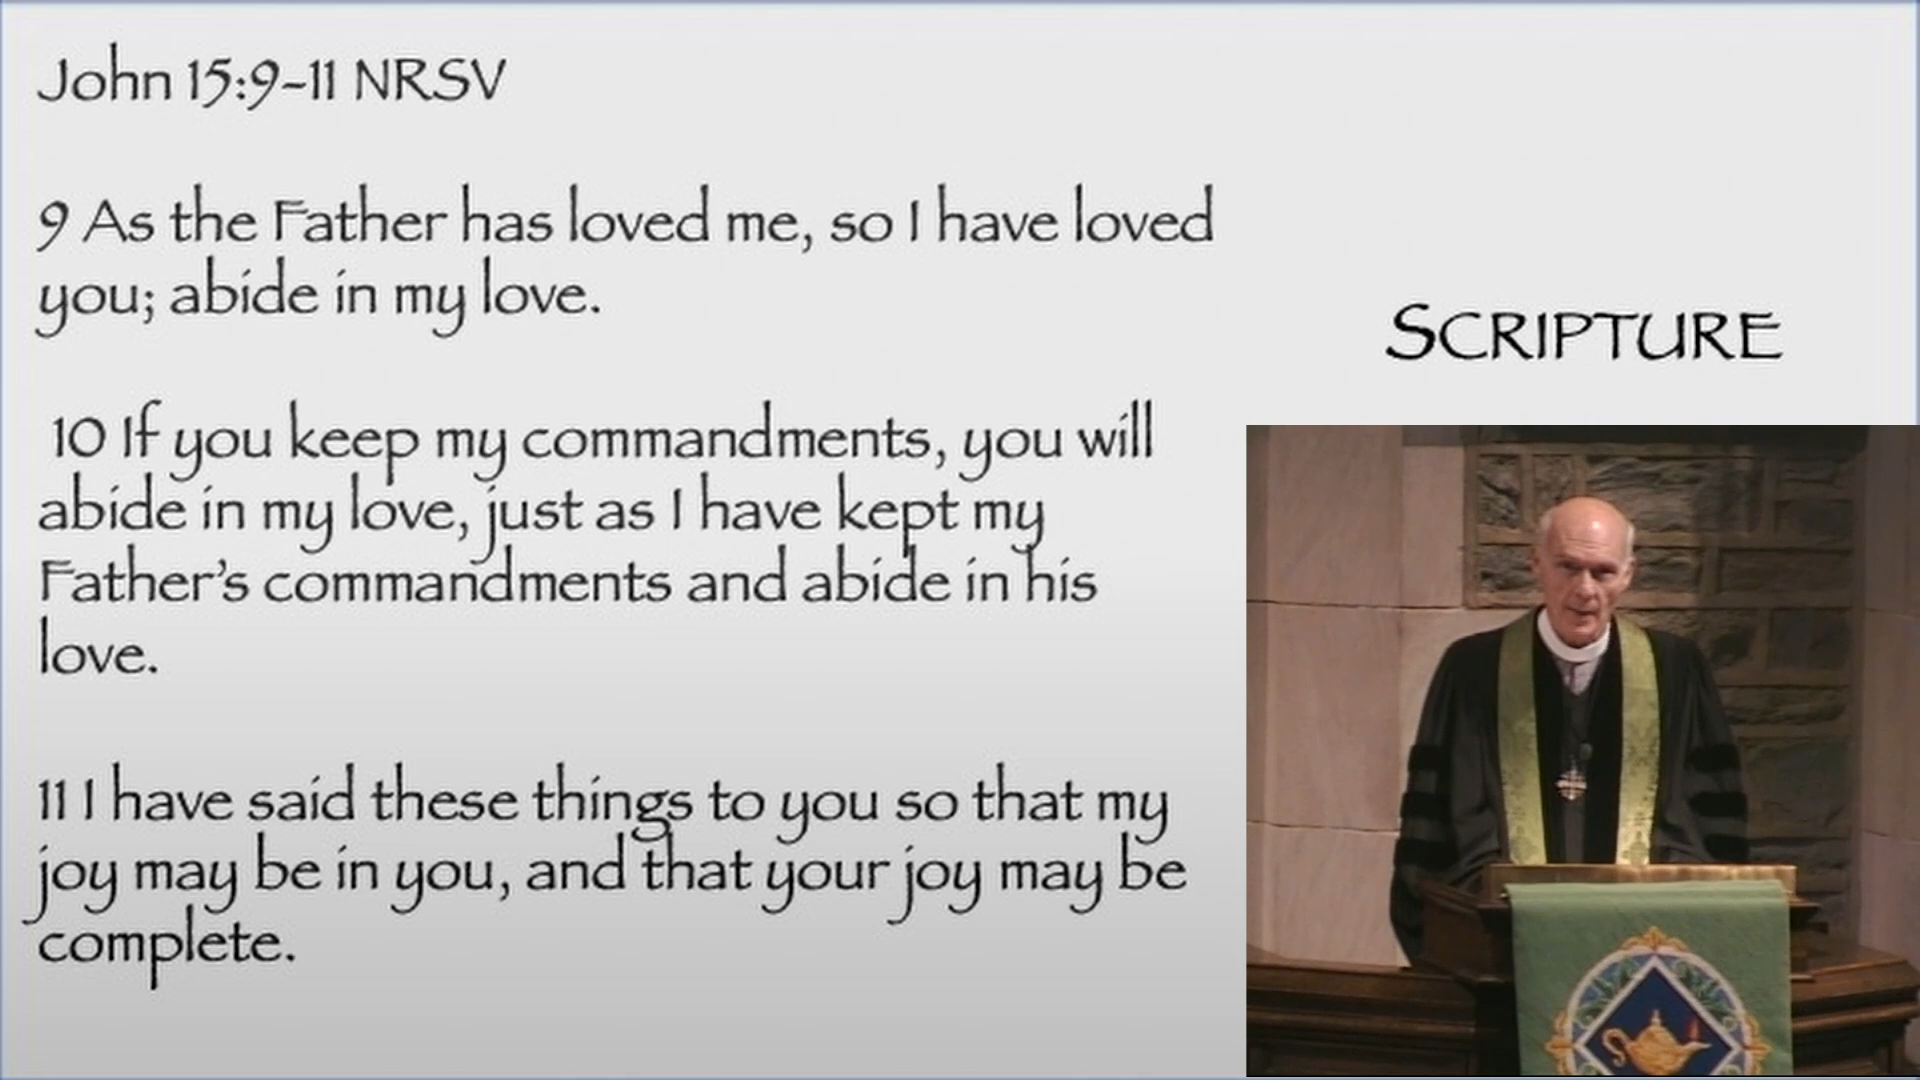 John 15:9-11 NRSV
9 As the Father has loved me, so I have loved
you; abide in my love.
10 If you keep my commandments, you will
abide in my love, just as I have kept my
Father’s commandments and abide in his
love.
11 I have said these things to you so that my
joy may be in you, and that your joy may be
complete.
SCRIPTURE